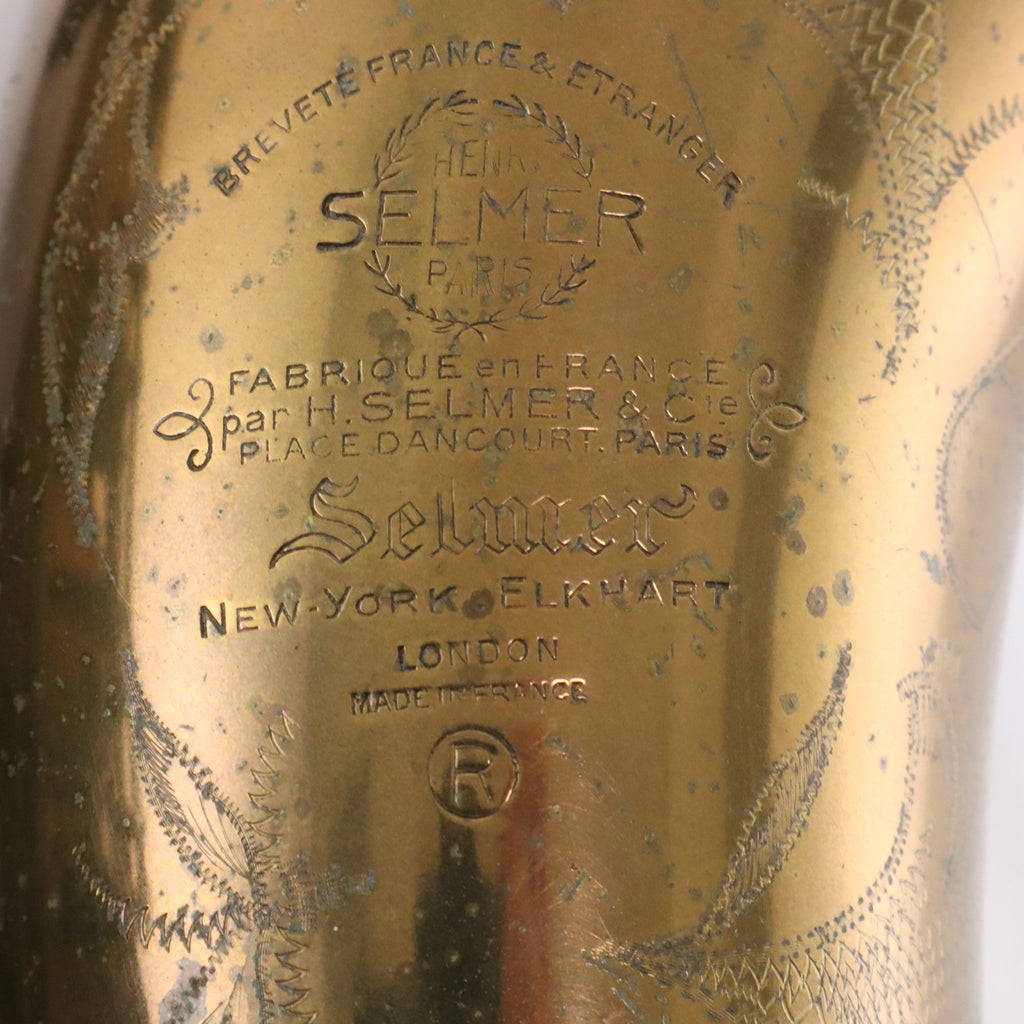 BREVETE FRANCE & ETRANGER
HENRI
SELMER
PARIS
FABRIQUE en FRANCE
par H. SELMER & Cie
PLACE DANCOURT. PARIS
Selmer
NEW-YORK. ELKHART
LONDON
MADE IN FRANCE
®